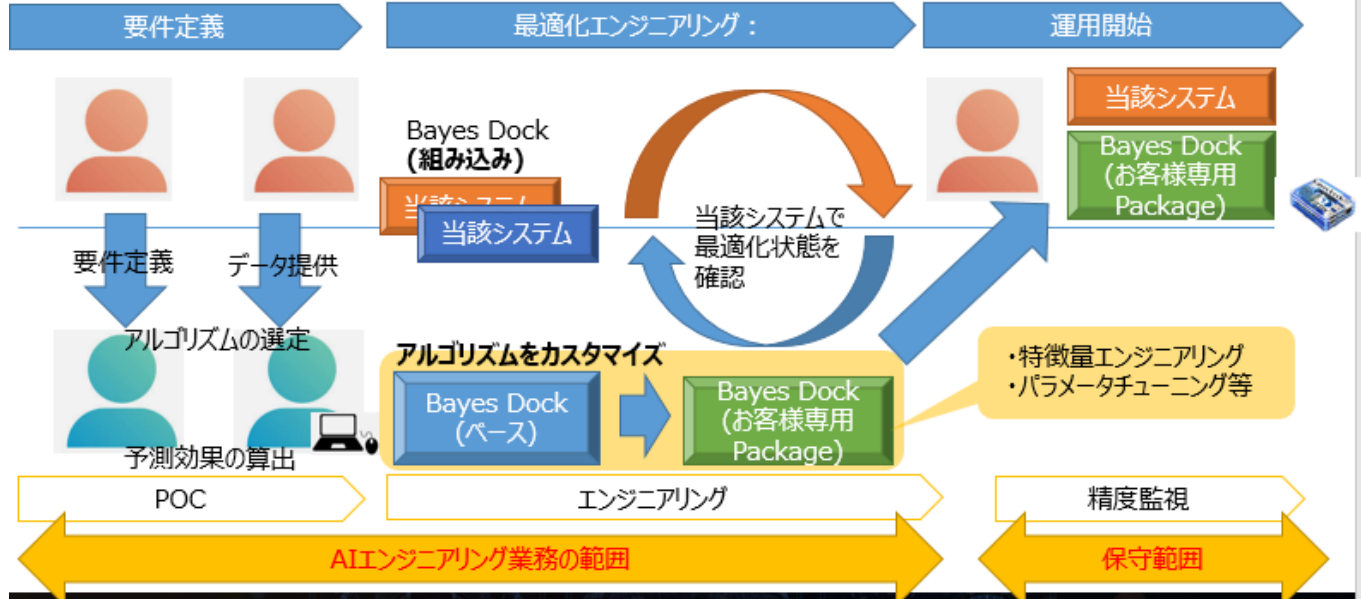 要件定義
最適化エンジニアリング：
運用開始
Bayes Dock
(組み込み)
当該システム
当該システム
当該システムで
最適化状態を
確認
当該システム
Bayes Dock
(お客様専用
Package)
要件定義
データ提供
アルゴリズムの選定
予測効果の算出
アルゴリズムをカスタマイズ
Bayes Dock
(ベース)
Bayes Dock
(お客様専用
Package)
・特徴量エンジニアリング
・パラメータチューニング等
POC
エンジニアリング
精度監視
AIエンジニアリング業務の範囲
保守範囲